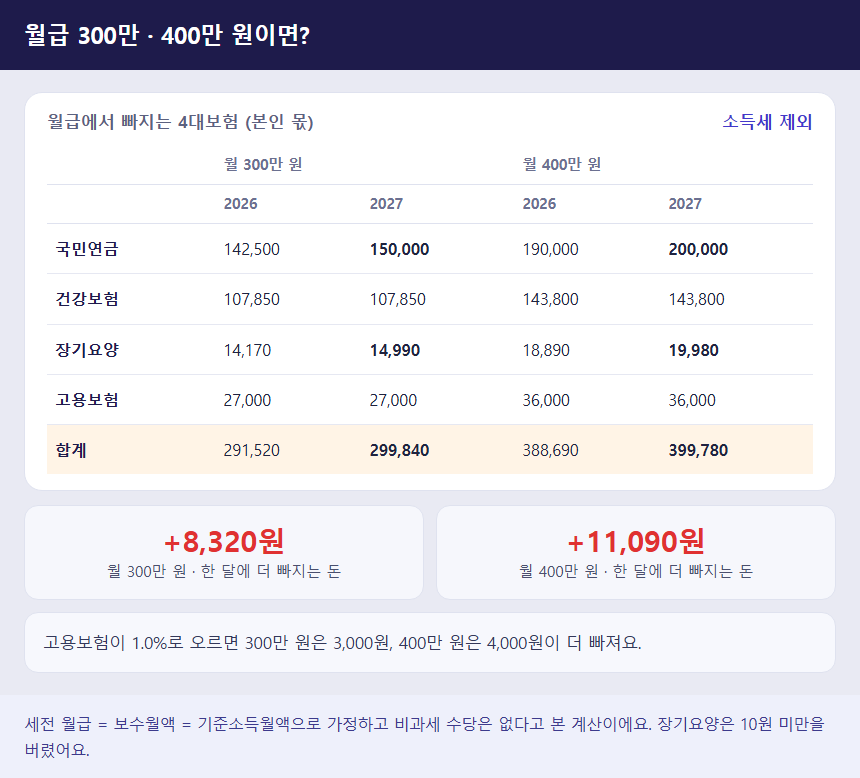 월급 300만 · 400만 원이면?
월급에서 빠지는 4대보험 (본인 몫) 소득세 제외
월 300만 원 월 400만 원
2026 2027 2026 2027
국민연금 142,500 150,000 190,000 200,000
건강보험 107,850 107,850 143,800 143,800
장기요양 14,170 14,990 18,890 19,980
고용보험 27,000 27,000 36,000 36,000
합계 291,520 299,840 388,690 399,780
+8,320원 +11,090원
월 300만 원 · 한 달에 더 빠지는 돈 월 400만 원 · 한 달에 더 빠지는 돈
고용보험이 1.0%로 오르면 300만 원은 3,000원, 400만 원은 4,000원이 더 빠져요.
세전 월급 = 보수월액 = 기준소득월액으로 가정하고 비과세 수당은 없다고 본 계산이에요. 장기요양은 10원 미만을
버렸어요.